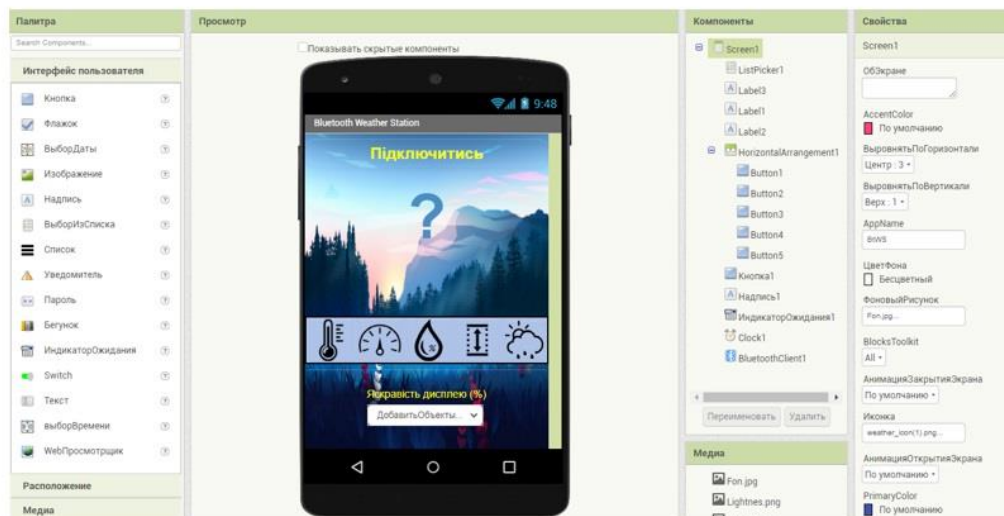 Палитра
Search Components...
Интерфейс пользователя
Кнопка
Флажок
ВыборДаты
Изображение
Надпись
ВыборИзСписка
Список
Уведомитель
Пароль
Бегунок
ИндикаторОжидания
Switch
Текст
выборВремени
WebПросмотрщик
Расположение
Медиа
Просмотр
Показывать скрытые компоненты
9:48
Bluetooth Weather Station
Підключитись
?
%
Яскравість дисплею (%)
ДобавитьОбъекты...
Компоненты
Screen1
ListPicker1
Label3
Label1
Label2
HorizontalArrangement1
Button1
Button2
Button3
Button4
Button5
Кнопка1
Надпись1
ИндикаторОжидания1
Clock1
BluetoothClient1
Переименовать Удалить
Медиа
Fon.jpg
Lightnes.png
Свойства
Screen1
ОбЭкране
AccentColor
По умолчанию
ВыровнятьПоГоризонтали
Центр : 3
ВыровнятьПоВертикали
Верх : 1
AppName
BtWS
ЦветФона
Бесцветный
ФоновыйРисунок
Fon.jpg...
BlocksToolkit
All
АнимацияЗакрытияЭкрана
По умолчанию
Иконка
weather_icon(1).png...
АнимацияОткрытияЭкрана
По умолчанию
PrimaryColor
По умолчанию